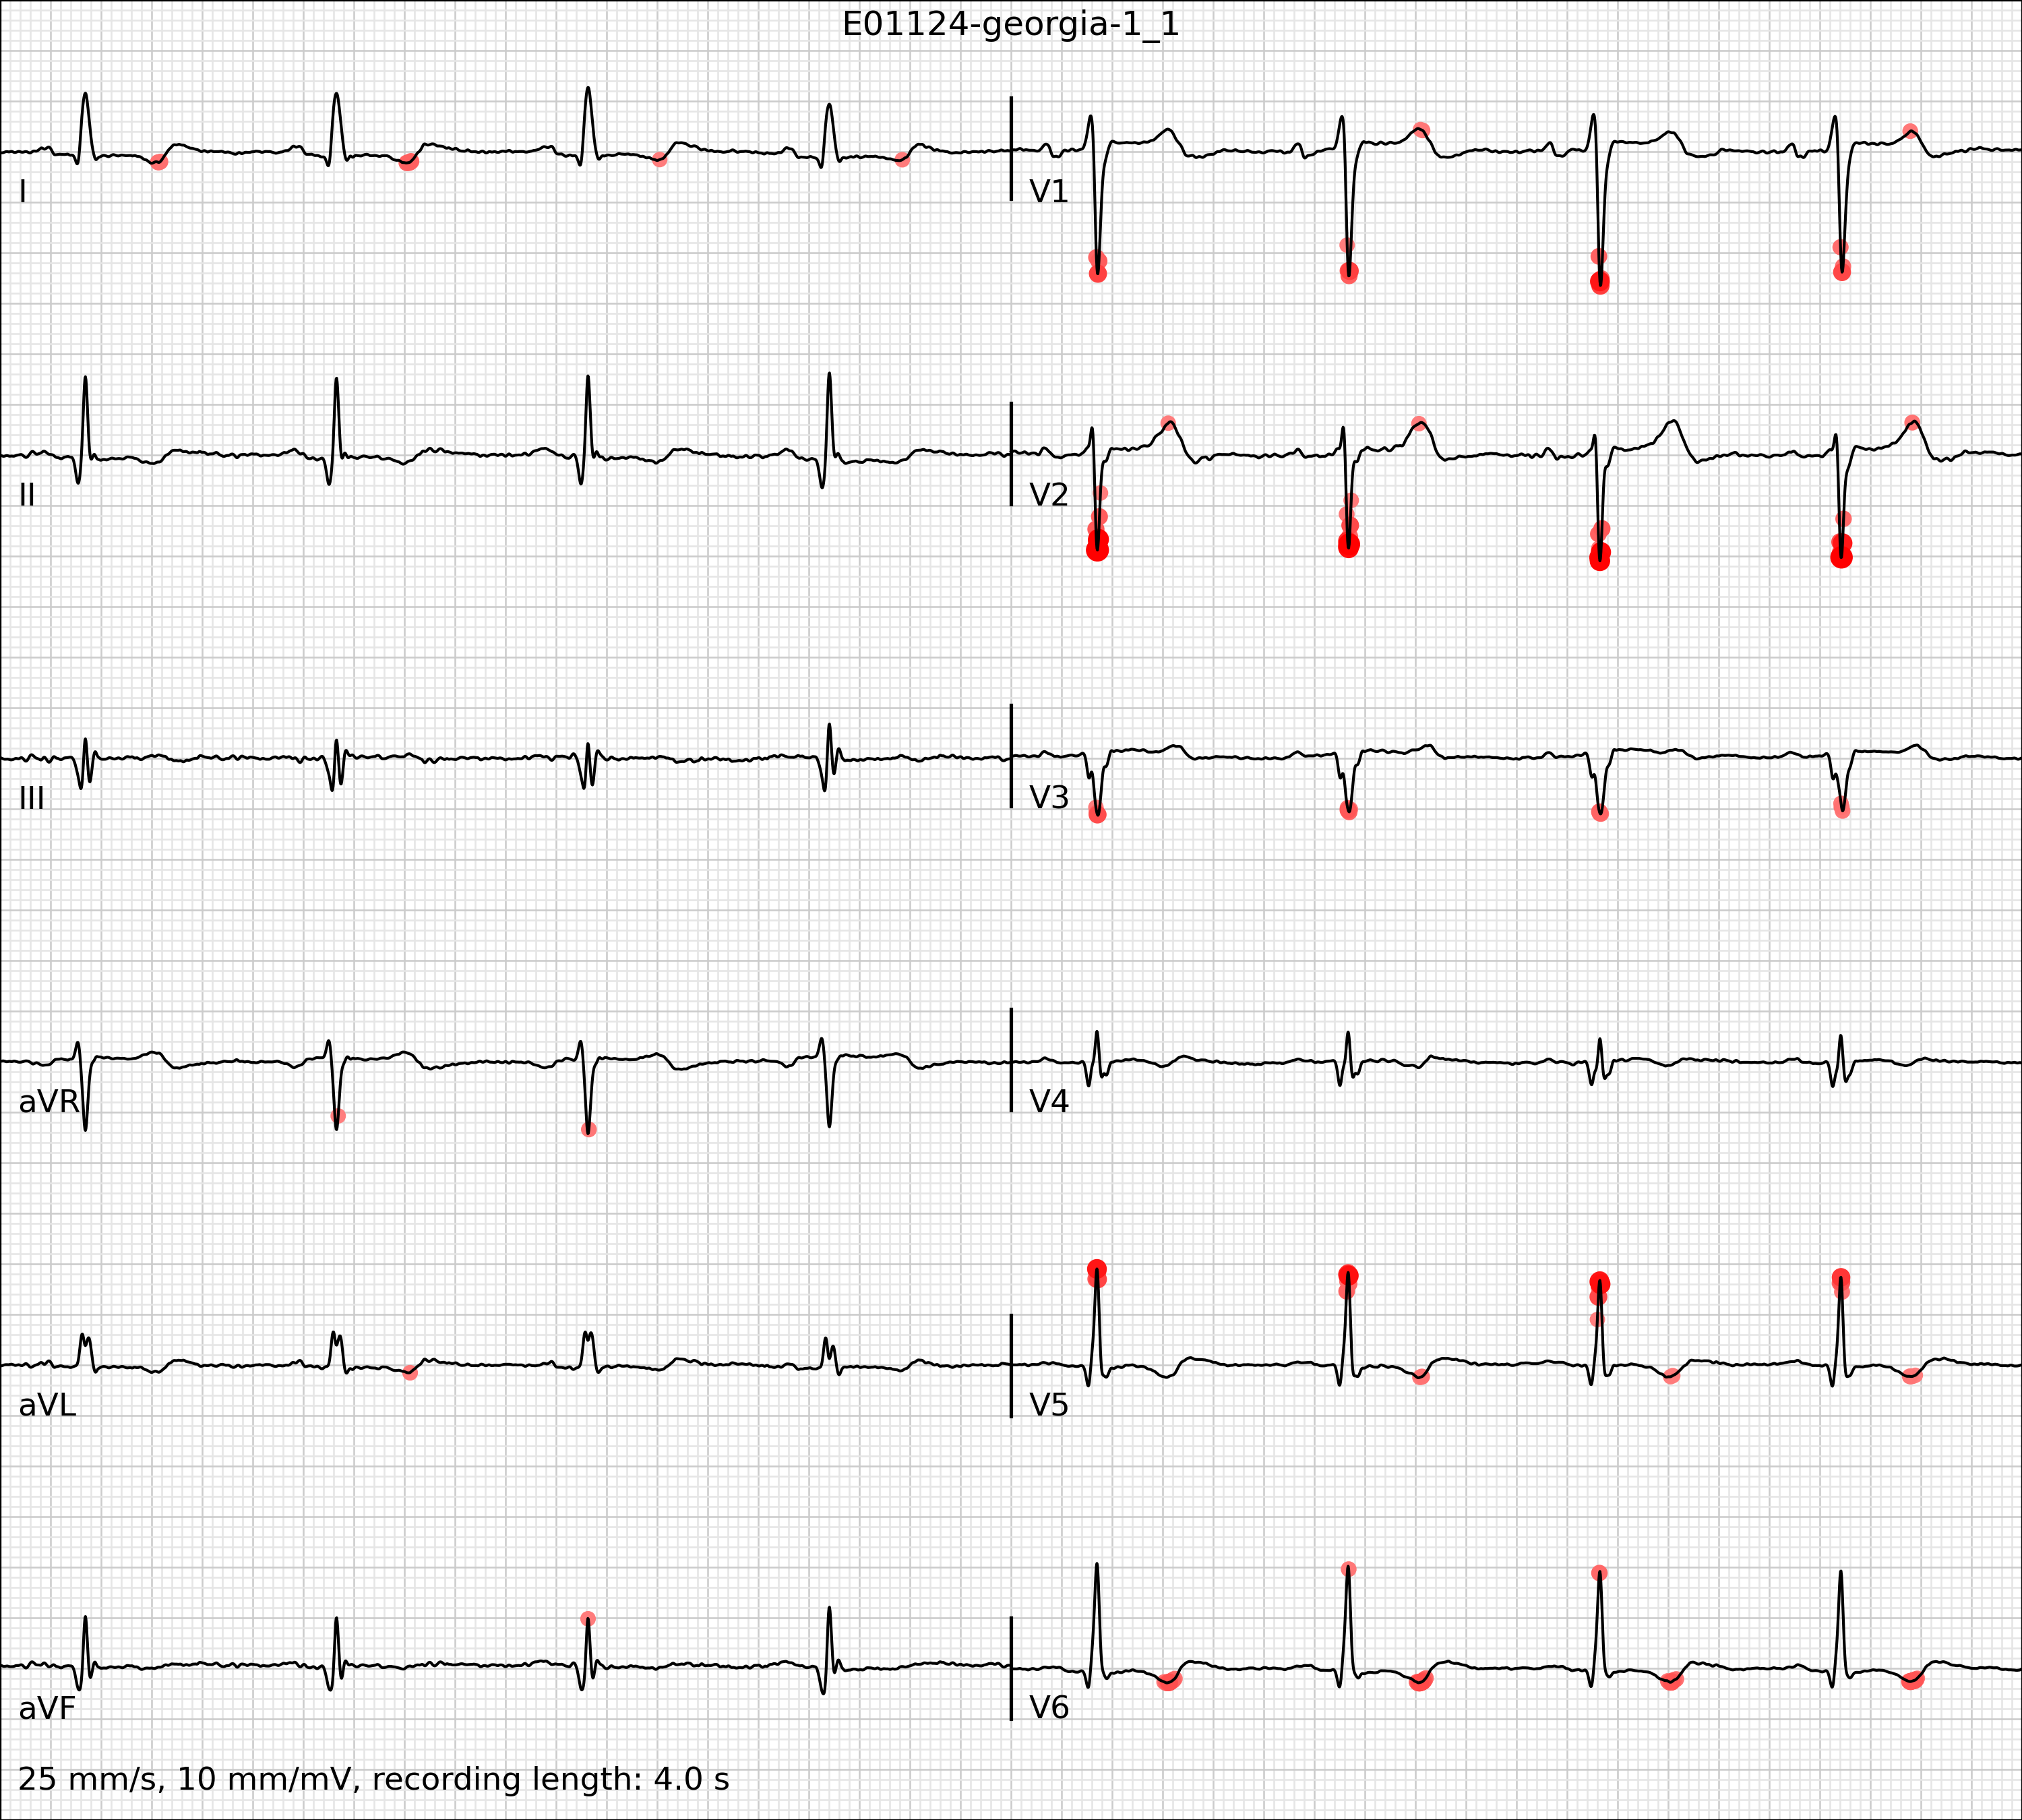 E01124-georgia-1_1
I
V1
II
V2
III
V3
aVR
V4
aVL
V5
aVF
V6
25 mm/s, 10 mm/mV, recording length: 4.0 s